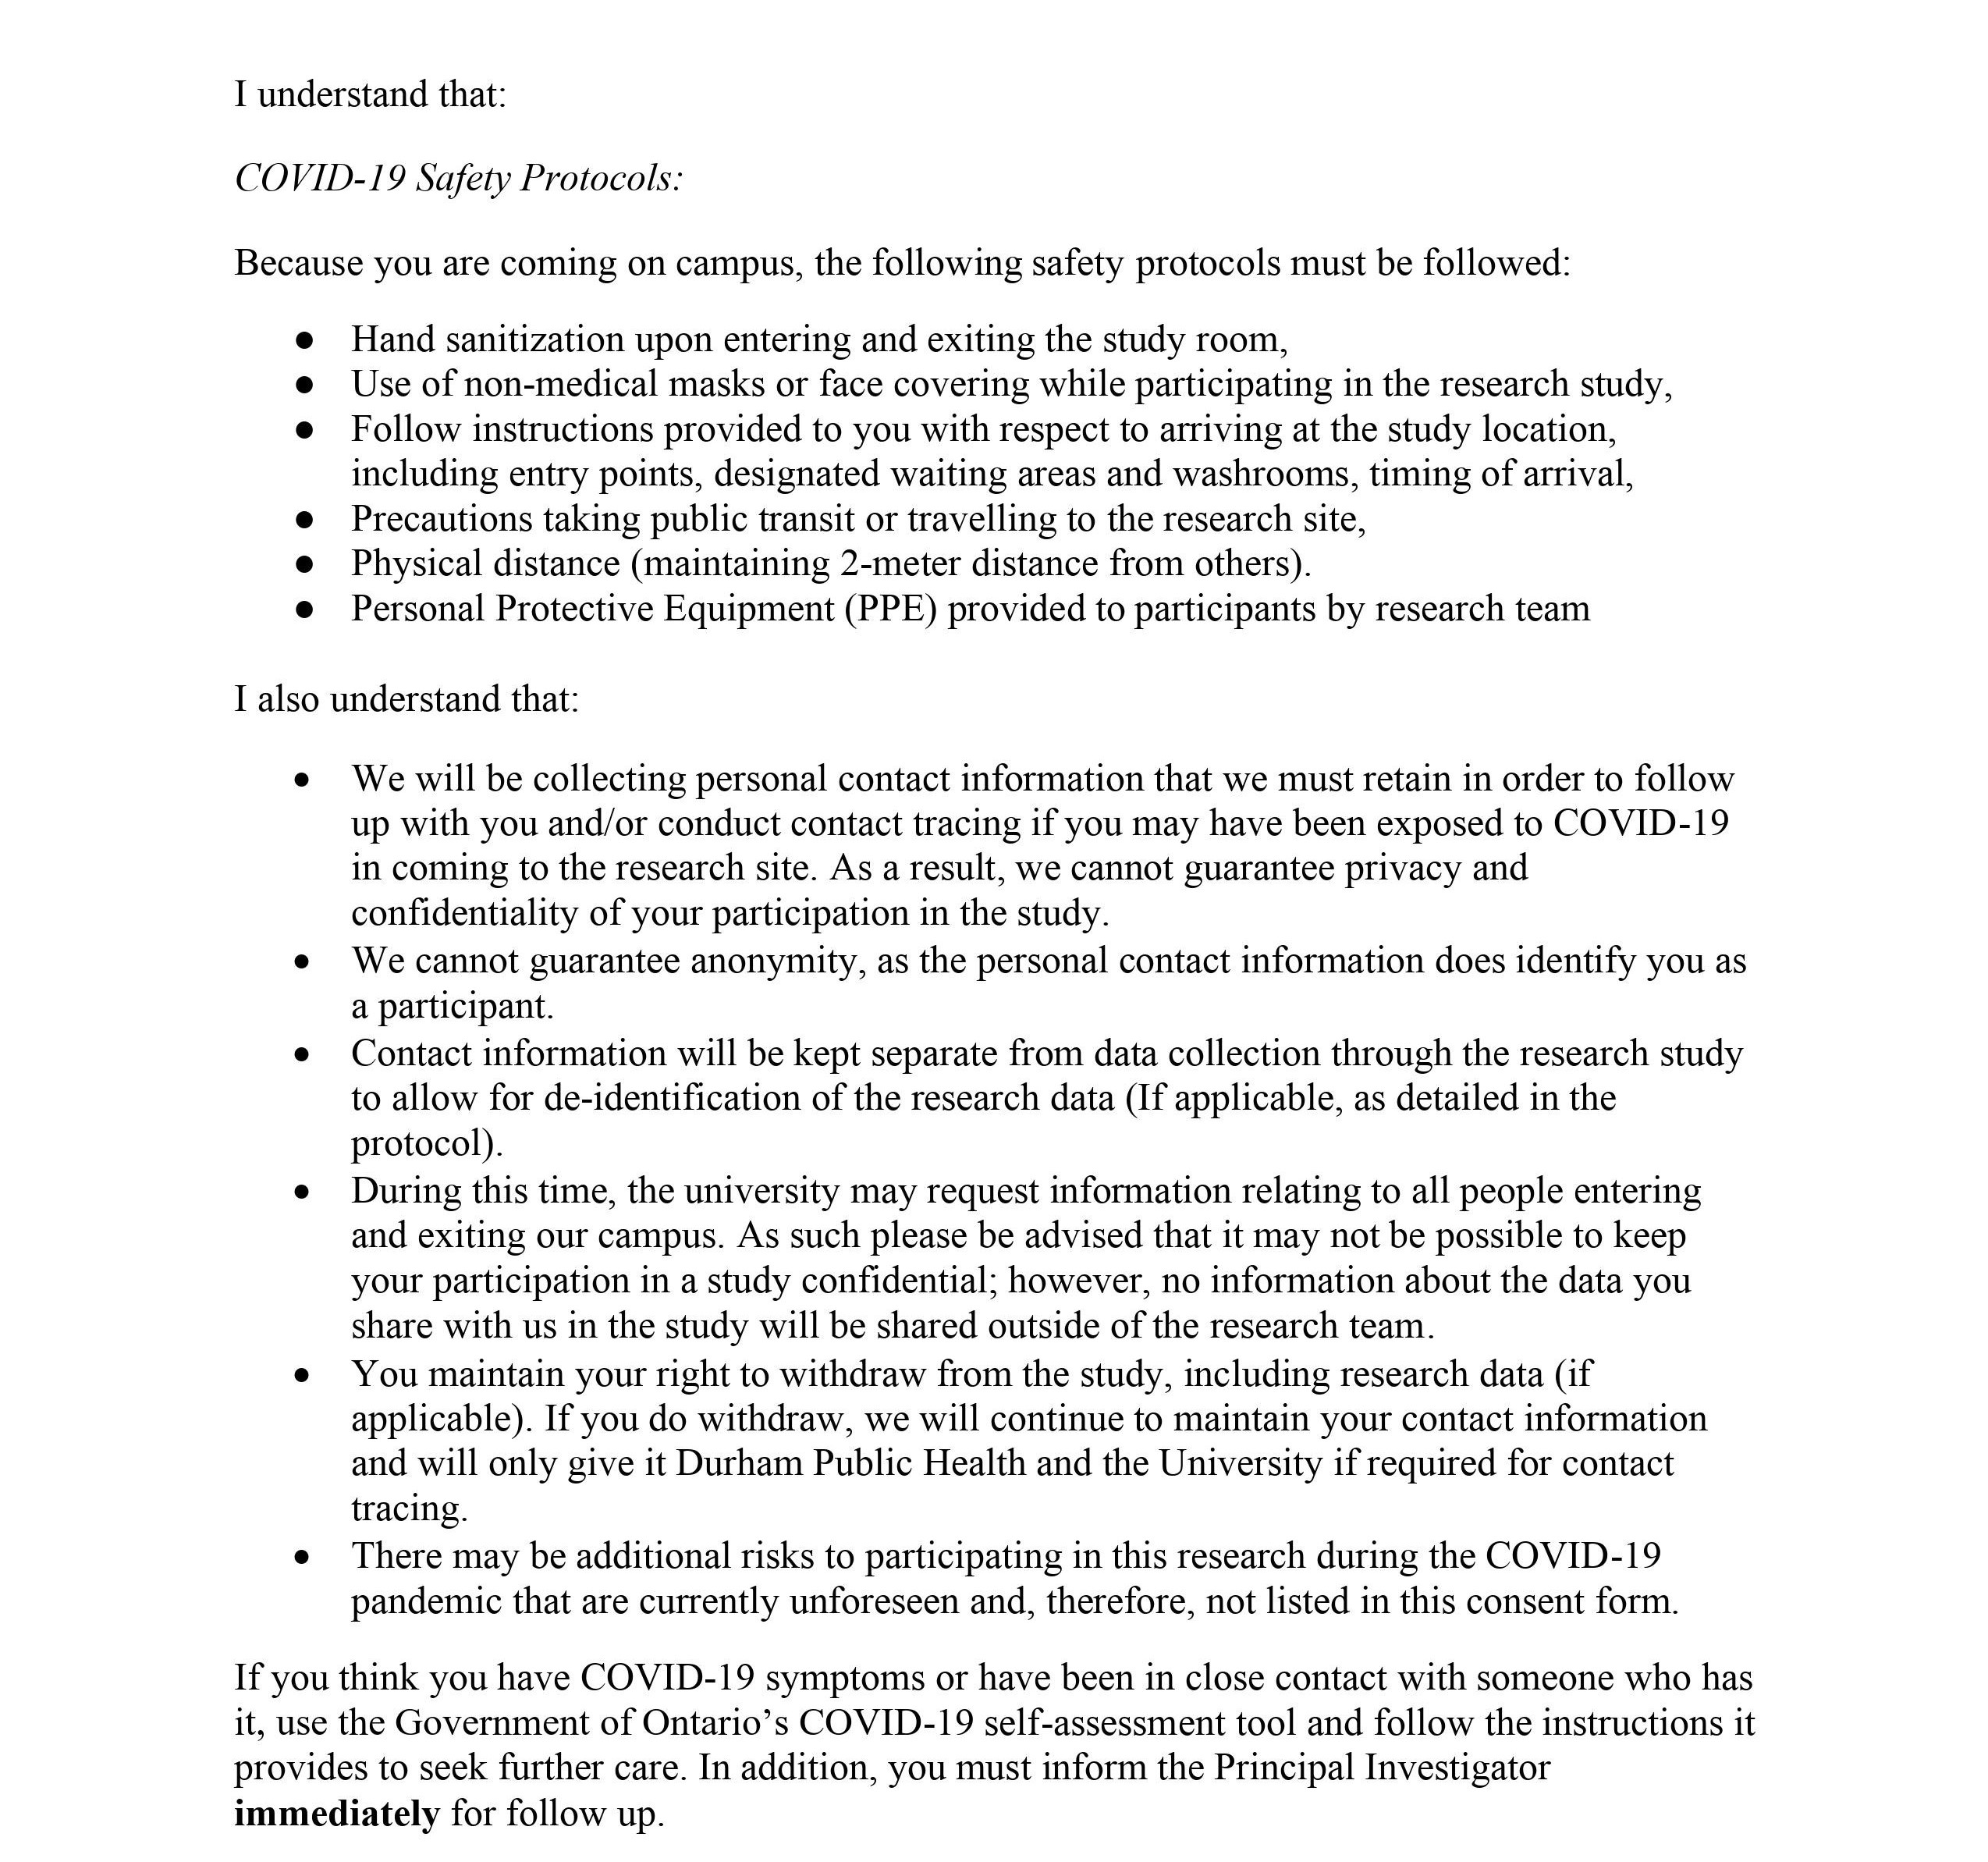 I understand that:
COVID-19 Safety Protocols:
Because you are coming on campus, the following safety protocols must be followed:
● Hand sanitization upon entering and exiting the study room,
● Use of non-medical masks or face covering while participating in the research study,
● Follow instructions provided to you with respect to arriving at the study location,
including entry points, designated waiting areas and washrooms, timing of arrival,
● Precautions taking public transit or travelling to the research site,
● Physical distance (maintaining 2-meter distance from others).
● Personal Protective Equipment (PPE) provided to participants by research team
I also understand that:
● We will be collecting personal contact information that we must retain in order to follow
up with you and/or conduct contact tracing if you may have been exposed to COVID-19
in coming to the research site. As a result, we cannot guarantee privacy and
confidentiality of your participation in the study.
● We cannot guarantee anonymity, as the personal contact information does identify you as
a participant.
● Contact information will be kept separate from data collection through the research study
to allow for de-identification of the research data (If applicable, as detailed in the
protocol).
● During this time, the university may request information relating to all people entering
and exiting our campus. As such please be advised that it may not be possible to keep
your participation in a study confidential; however, no information about the data you
share with us in the study will be shared outside of the research team.
● You maintain your right to withdraw from the study, including research data (if
applicable). If you do withdraw, we will continue to maintain your contact information
and will only give it Durham Public Health and the University if required for contact
tracing.
● There may be additional risks to participating in this research during the COVID-19
pandemic that are currently unforeseen and, therefore, not listed in this consent form.
If you think you have COVID-19 symptoms or have been in close contact with someone who has
it, use the Government of Ontario’s COVID-19 self-assessment tool and follow the instructions it
provides to seek further care. In addition, you must inform the Principal Investigator
immediately for follow up.